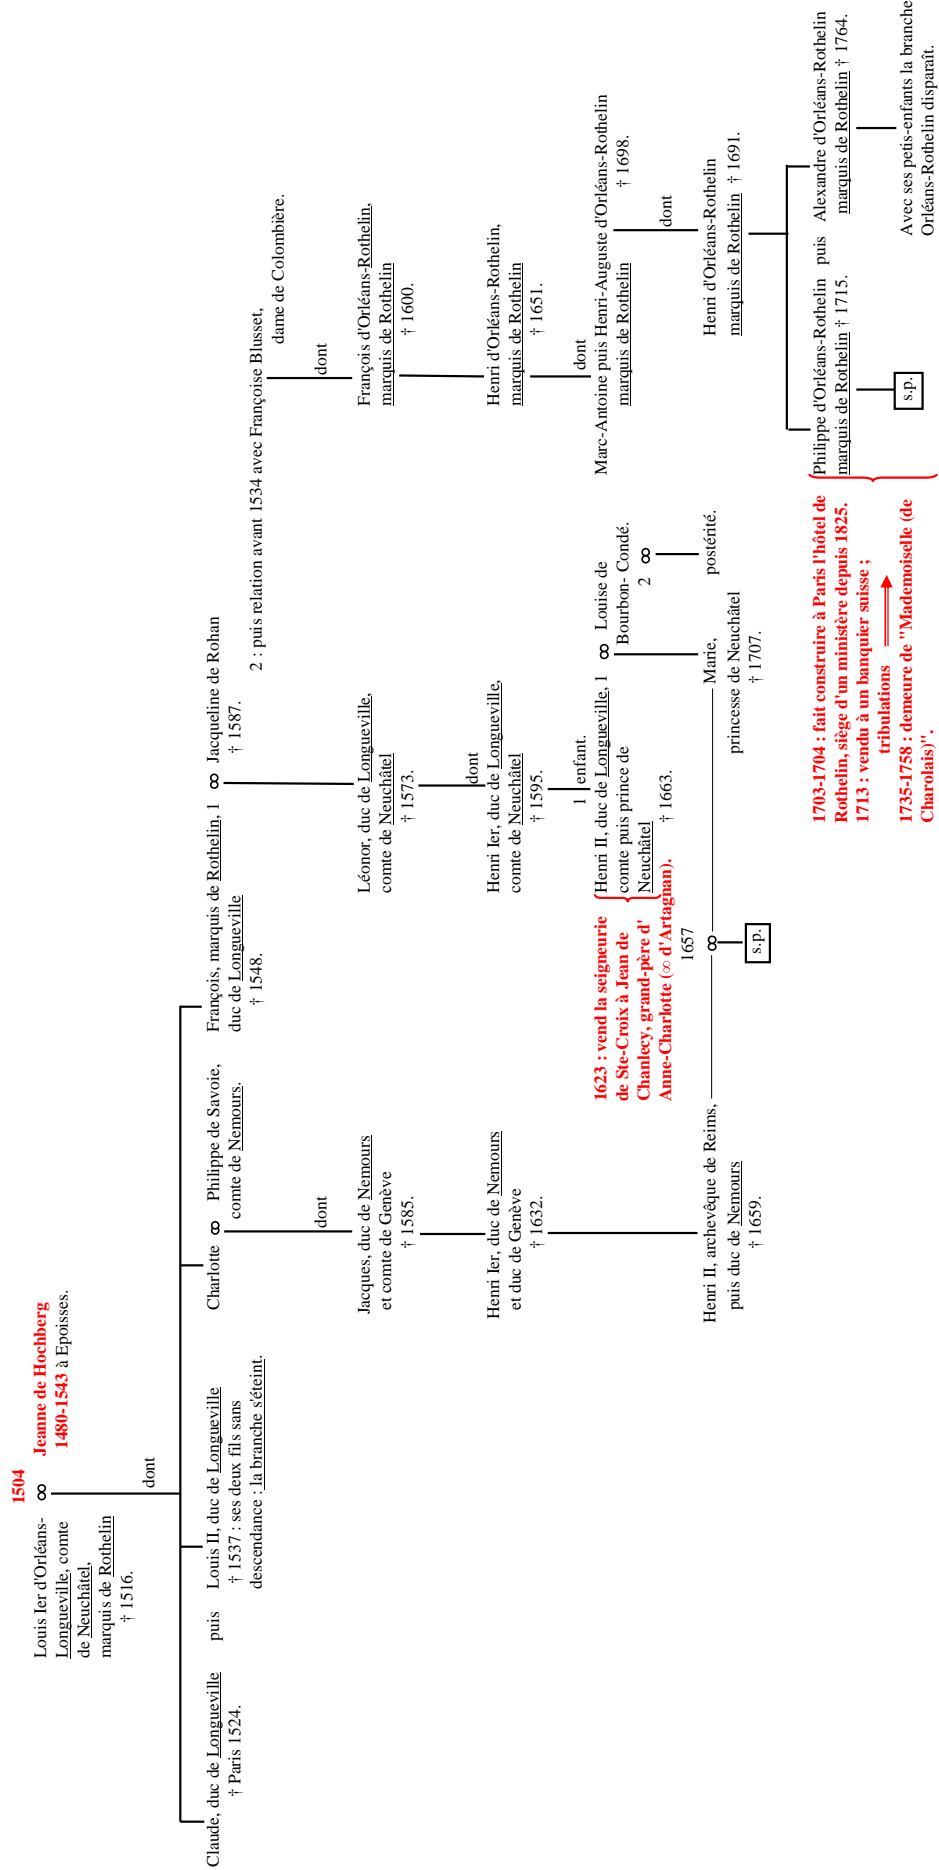 1504
Louis Ier d'Orléans-
Longueville, comte
de Neuchâtel,
marquis de Rothelin
† 1516.
∞
Jeanne de Hochberg
1480-1543 à Epoisses.
dont
Claude, duc de Longueville
† Paris 1524.
puis
Louis II, duc de Longueville
† 1537 : ses deux fils sans
descendance : la branche s'éteint.
Charlotte ∞ Philippe de Savoie,
comte de Nemours.
François, marquis de Rothelin, 1 ∞ Jacqueline de Rohan
duc de Longueville
† 1548.
† 1587.
2 : puis relation avant 1534 avec Françoise Blusset,
dame de Colombière.
dont
Jacques, duc de Nemours
et comte de Genève
† 1585.
Léonor, duc de Longueville,
comte de Neuchâtel
† 1573.
dont
François d'Orléans-Rothelin,
marquis de Rothelin
† 1600.
Henri Ier, duc de Nemours
et duc de Genève
† 1632.
dont
Henri Ier, duc de Longueville,
comte de Neuchâtel
† 1595.
Henri d'Orléans-Rothelin,
marquis de Rothelin
† 1651.
1623 : vend la seigneurie
de Ste-Croix à Jean de
Chanlecy, grand-père d'
Anne-Charlotte (∞ d'Artagnan).
1 enfant.
Henri II, duc de Longueville, 1 ∞ Louise de
Bourbon- Condé.
comte puis prince de
Neuchâtel
† 1663.
2 ∞
postérité.
dont
Marc-Antoine puis Henri-Auguste d'Orléans-Rothelin
marquis de Rothelin
† 1698.
dont
Henri II, archevêque de Reims,
puis duc de Nemours
† 1659.
1657
∞
s.p.
Marie,
princesse de Neuchâtel
† 1707.
Henri d'Orléans-Rothelin
marquis de Rothelin † 1691.
1703-1704 : fait construire à Paris l'hôtel de
Rothelin, siège d'un ministère depuis 1825.
1713 : vendu à un banquier suisse ;
tribulations
1735-1758 : demeure de "Mademoiselle (de
Charolais)".
Philippe d'Orléans-Rothelin puis Alexandre d'Orléans-Rothelin
marquis de Rothelin † 1715.
marquis de Rothelin † 1764.
s.p.
Avec ses petis-enfants la branche
Orléans-Rothelin disparaît.